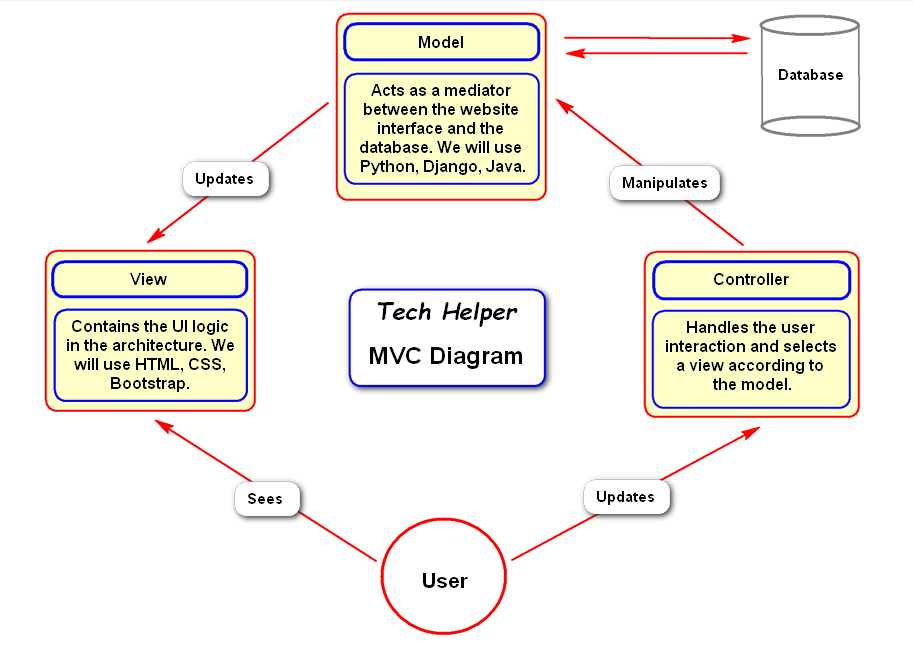 Model
Acts as a mediator
between the website
interface and the
database. We will use
Python, Django, Java.
Database
Updates
Manipulates
View
Contains the UI logic
in the architecture. We
will use HTML, CSS,
Bootstrap.
Tech Helper
MVC Diagram
Controller
Handles the user
interaction and selects
a view according to
the model.
Sees
Updates
User